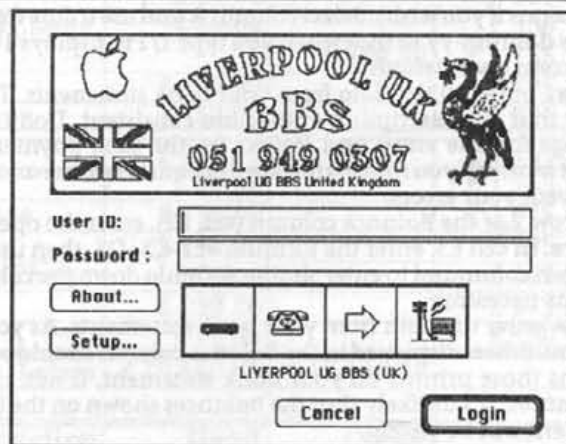 LIVERPOOL UK
BBS
051 949 0307
Liverpool UG BBS United Kingdom
User ID:
Password :
About...
Setup...
LIVERPOOL UG BBS (UK)
Cancel
Login